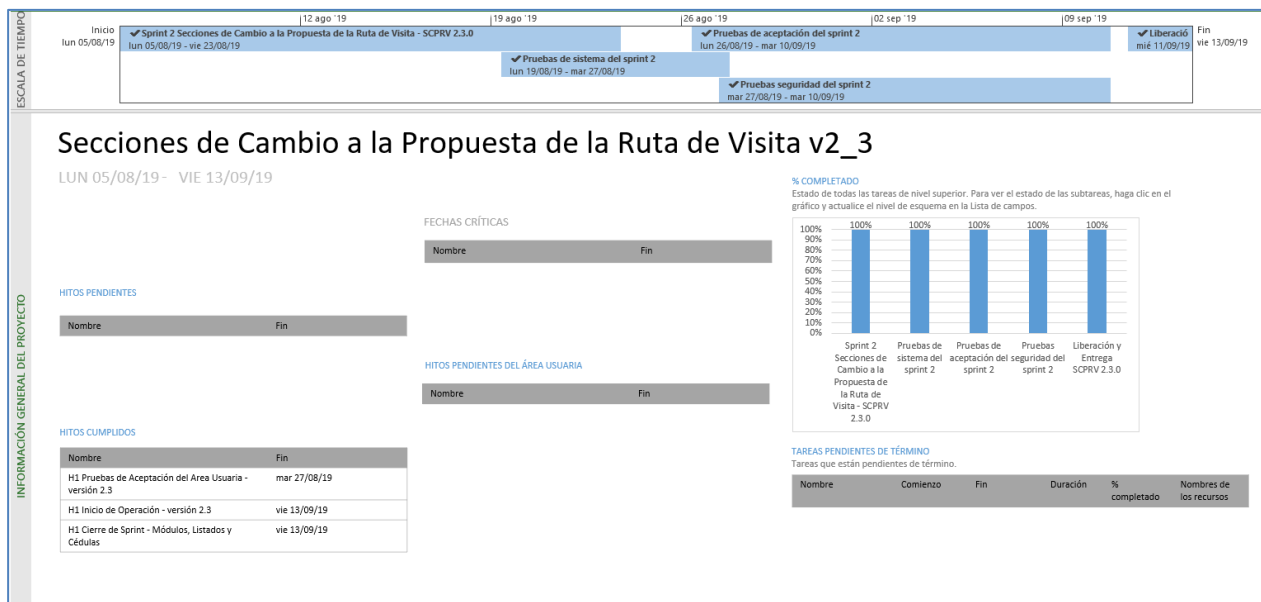 ESCALA DE TIEMPO
12 ago '19
19 ago '19
26 ago '19
02 sep '19
09 sep '19
Inicio
lun 05/08/19
✔Sprint 2 Secciones de Cambio a la Propuesta de la Ruta de Visita - SCPRV 2.3.0
lun 05/08/19 - vie 23/08/19
✔Pruebas de aceptación del sprint 2
lun 26/08/19 - mar 10/09/19
✔Liberació
mié 11/09/19
Fin
vie 13/09/19
✔Pruebas de sistema del sprint 2
lun 19/08/19 - mar 27/08/19
✔Pruebas seguridad del sprint 2
mar 27/08/19 - mar 10/09/19
INFORMACIÓN GENERAL DEL PROYECTO
Secciones de Cambio a la Propuesta de la Ruta de Visita v2_3
LUN 05/08/19 - VIE 13/09/19
FECHAS CRÍTICAS
Nombre Fin
HITOS PENDIENTES
Nombre Fin
HITOS PENDIENTES DEL ÁREA USUARIA
Nombre Fin
HITOS CUMPLIDOS
Nombre Fin
H1 Pruebas de Aceptación del Area Usuaria - mar 27/08/19
versión 2.3
H1 Inicio de Operación - versión 2.3 vie 13/09/19
H1 Cierre de Sprint - Módulos, Listados y vie 13/09/19
Cédulas
% COMPLETADO
Estado de todas las tareas de nivel superior. Para ver el estado de las subtareas, haga clic en el
gráfico y actualice el nivel de esquema en la Lista de campos.
100% 100% 100% 100% 100%
100%
90%
80%
70%
60%
50%
40%
30%
20%
10%
0%
Sprint 2
Secciones de
Cambio a la
Propuesta de
la Ruta de
Visita - SCPRV
2.3.0
Pruebas de
sistema del
sprint 2
Pruebas de
aceptación del
sprint 2
Pruebas
seguridad del
sprint 2
Liberación y
Entrega
SCPRV 2.3.0
TAREAS PENDIENTES DE TÉRMINO
Tareas que están pendientes de término.
Nombre Comienzo Fin Duración % completado Nombres de los recursos